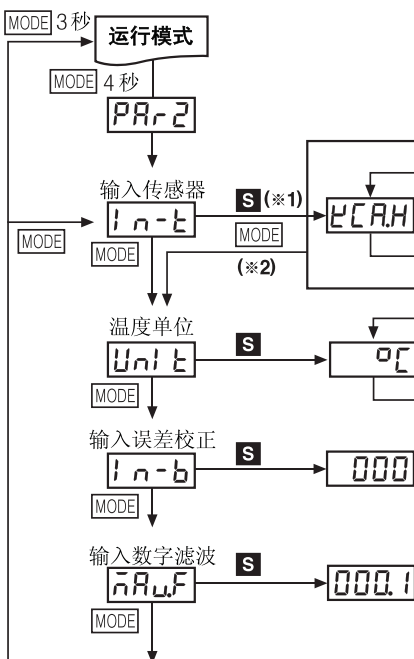 MODE 3秒
运行模式
MODE 4秒
PAr2
输入传感器
In-t
S (※1)
KCA.H
MODE
MODE
MODE
(※2)
温度单位
UnIt
S
°C
MODE
输入误差校正
In-b
S
000
MODE
输入数字滤波
S
000.1
MODE